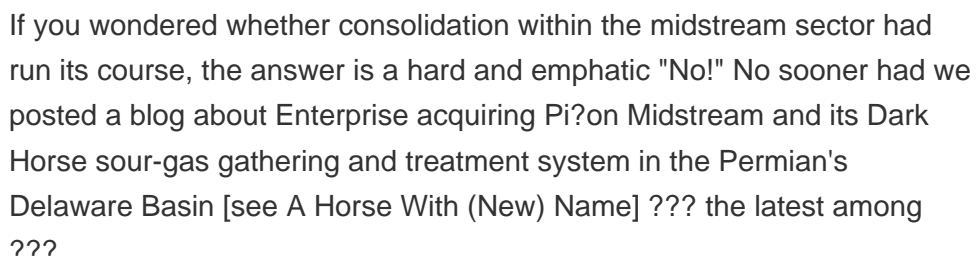 If you wondered whether consolidation within the midstream sector had
run its course, the answer is a hard and emphatic "No!" No sooner had we
posted a blog about Enterprise acquiring Pi?on Midstream and its Dark
Horse sour-gas gathering and treatment system in the Permian's
Delaware Basin [see A Horse With (New) Name] ??? the latest among
???